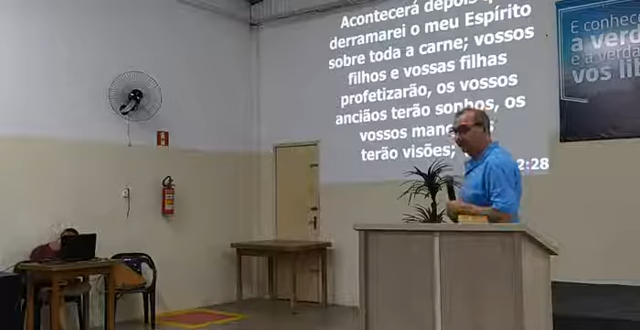 Acontecerá depois
derramarei o meu Espírito
sobre toda a carne; vossos
filhos e vossas filhas
profetizarão, os vossos
anciãos terão sonhos, os
vossos
terão visões;
2:28
E conhece
a verd
e a verda
vos lib